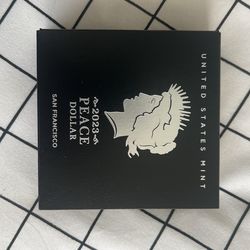 UNITED STATES MINT
2023
PEACE
DOLLAR
SAN FRANCISCO